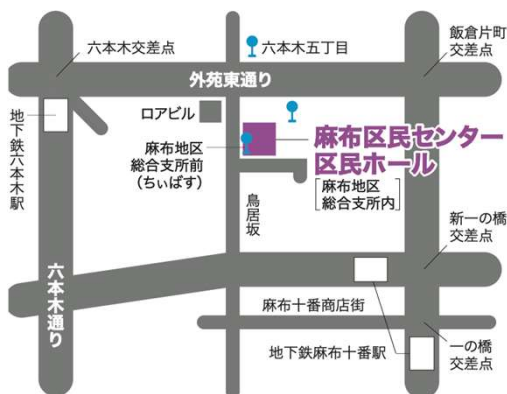 六本木交差点
六本木五丁目
飯倉片町
交差点
外苑東通り
地下鉄六本木駅
ロアビル
麻布地区
総合支所前
（ちぃばす）
麻布区民センター
区民ホール
麻布地区
総合支所内
鳥居坂
新一の橋
交差点
六本木通り
麻布十番商店街
地下鉄麻布十番駅
一の橋
交差点